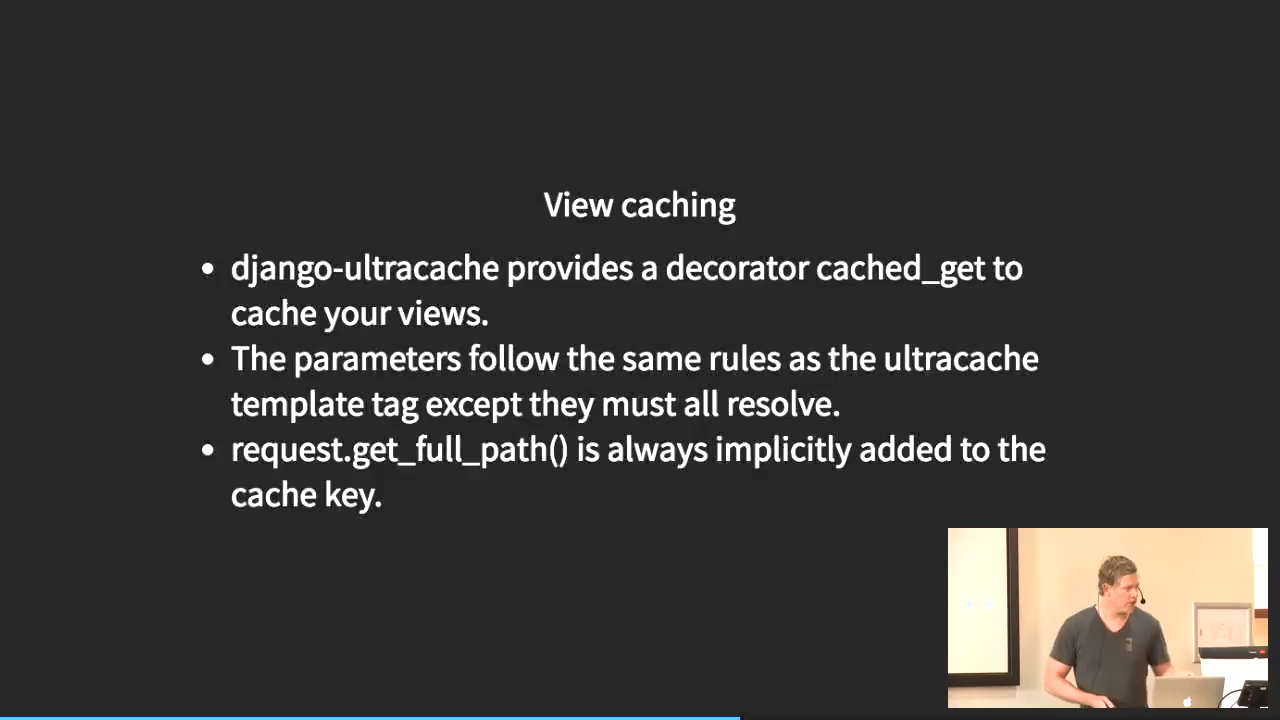 View caching
• django-ultracache provides a decorator cached_get to
cache your views.
• The parameters follow the same rules as the ultracache
template tag except they must all resolve.
• request.get_full_path() is always implicitly added to the
cache key.